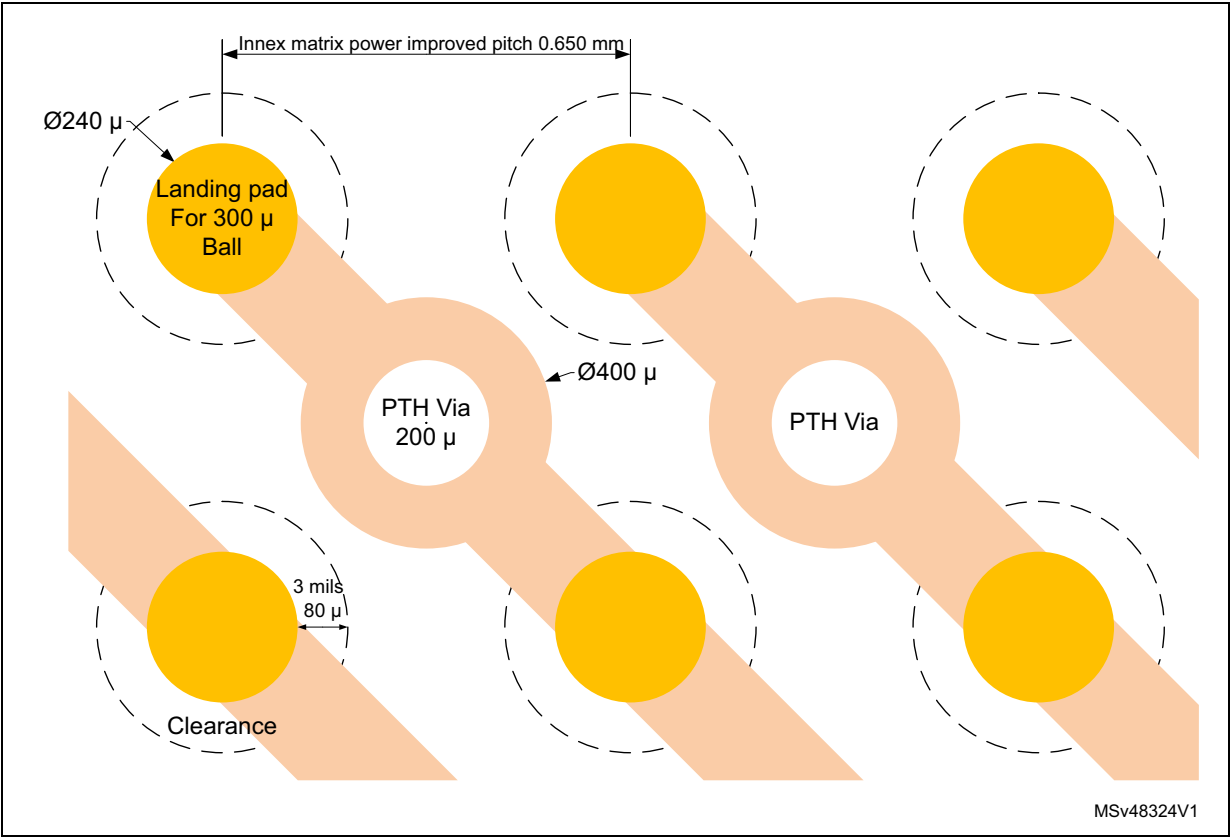 Innex matrix power improved pitch 0.650 mm
Ø240 µ
Landing pad
For 300 µ
Ball
Ø400 µ
PTH Via
200 µ
PTH Via
3 mils
80 µ
Clearance
MSv48324V1